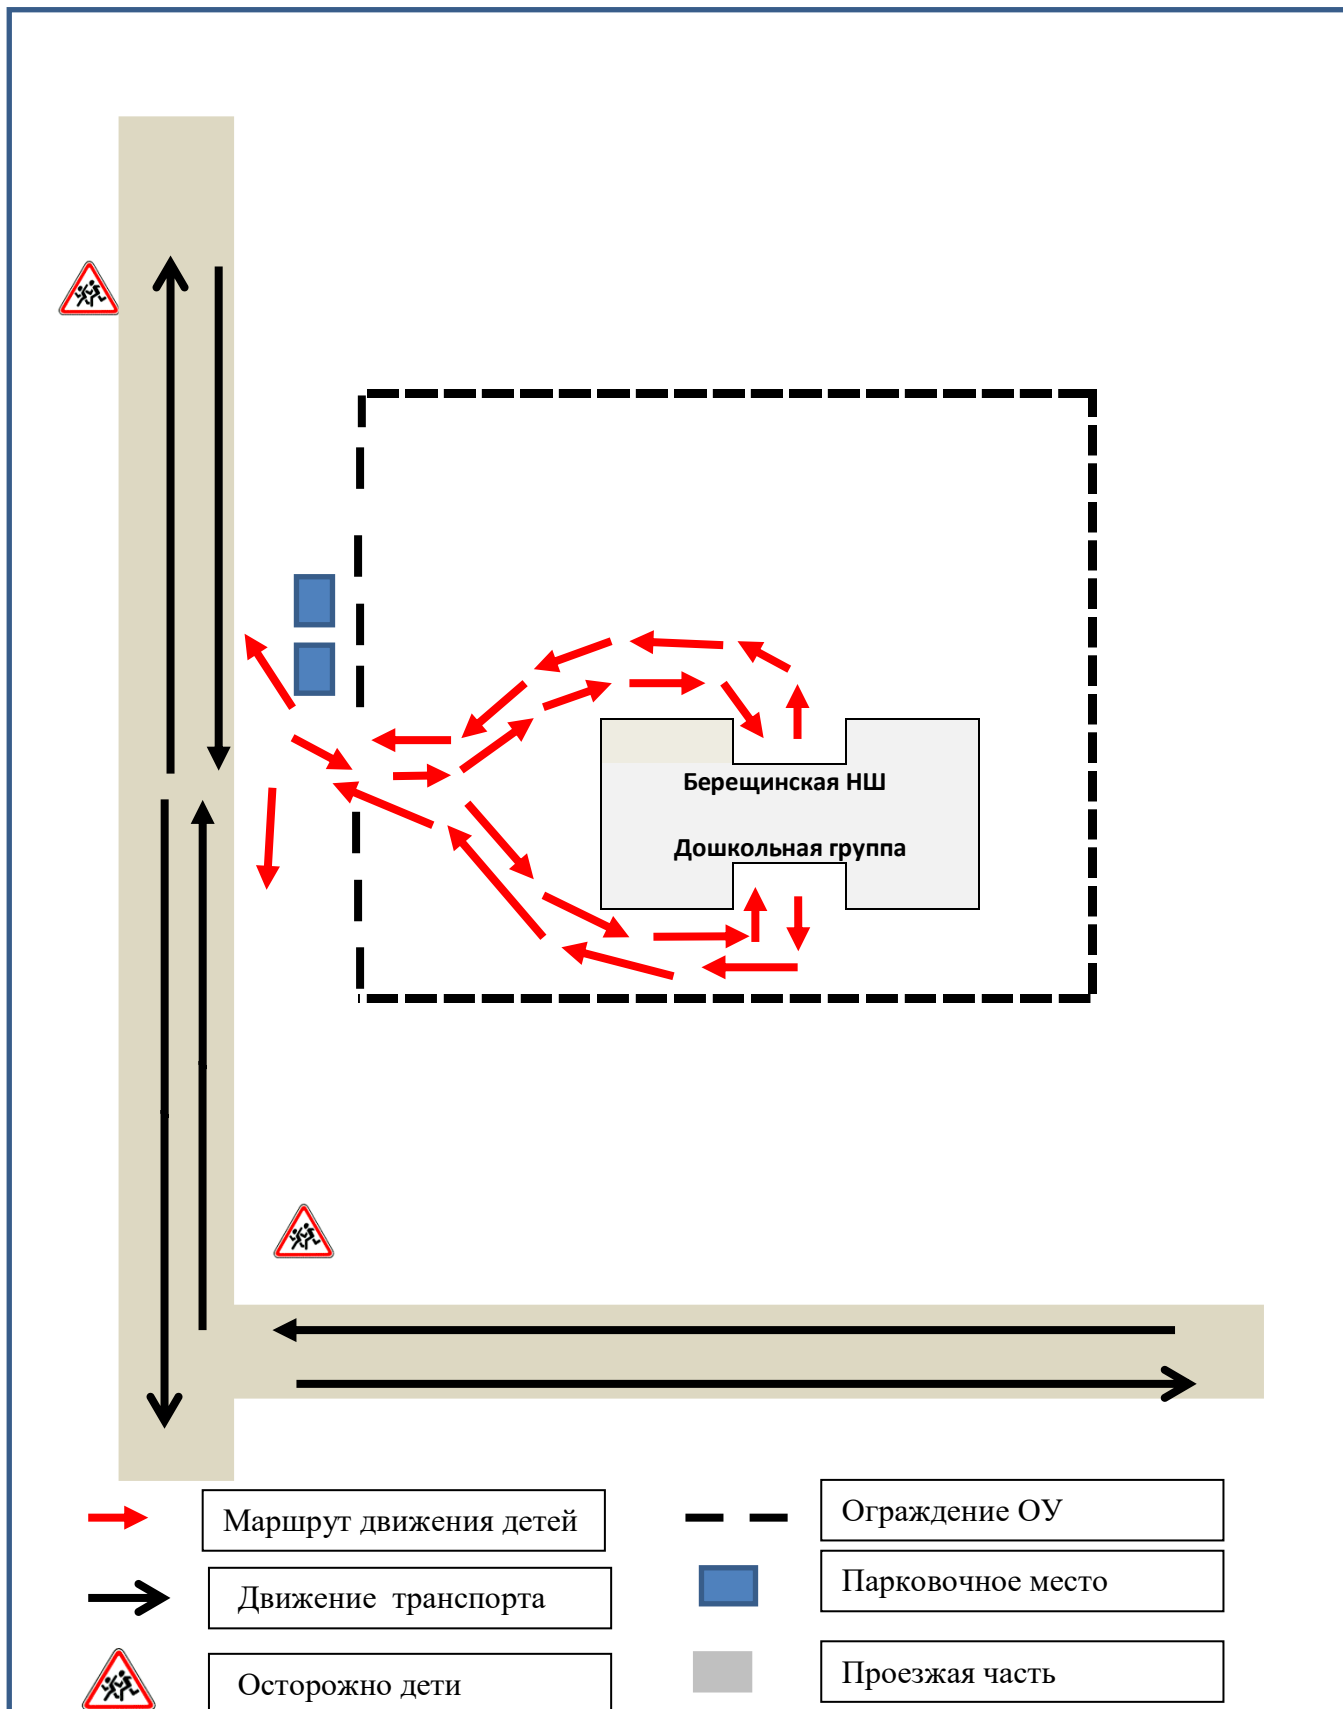 Берещинская НШ
Дошкольная группа
Маршрут движения детей
Ограждение ОУ
Движение транспорта
Парковочное место
Осторожно дети
Проезжая часть